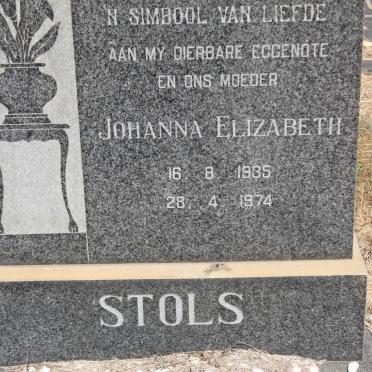 'N SIMBOOL VAN LIEFDE
AAN MY DIERBARE EGGENOTE
EN ONS MOEDER
JOHANNA ELIZABETH
16. 8. 1935
28. 4. 1974
STOLS